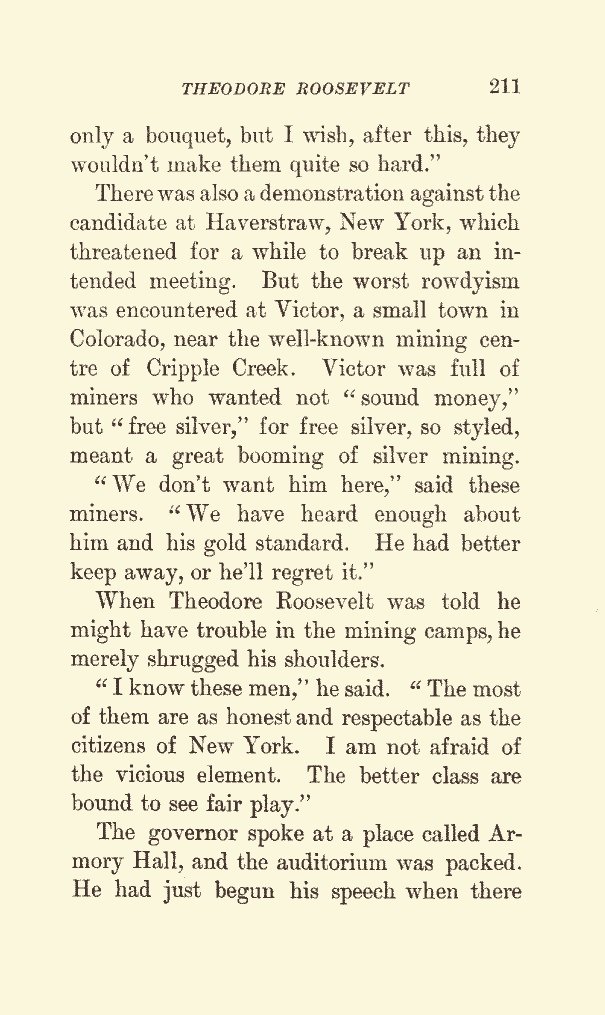 THEODORE ROOSEVELT 211
only a bouquet, but I wish, after this, they
wouldn't make them quite so hard."
There was also a demonstration against the
candidate at Haverstraw, New York, which
threatened for a while to break up an in-
tended meeting. But the worst rowdyism
was encountered at Victor, a small town in
Colorado, near the well-known mining cen-
tre of Cripple Creek. Victor was full of
miners who wanted not "sound money,"
but "free silver," for free silver, so styled,
meant a great booming of silver mining.
"We don't want him here," said these
miners. "We have heard enough about
him and his gold standard. He had better
keep away, or he'll regret it."
When Theodore Roosevelt was told he
might have trouble in the mining camps, he
merely shrugged his shoulders.
"I know these men," he said. "The most
of them are as honest and respectable as the
citizens of New York. I am not afraid of
the vicious element. The better class are
bound to see fair play."
The governor spoke at a place called Ar-
mory Hall, and the auditorium was packed.
He had just begun his speech when there